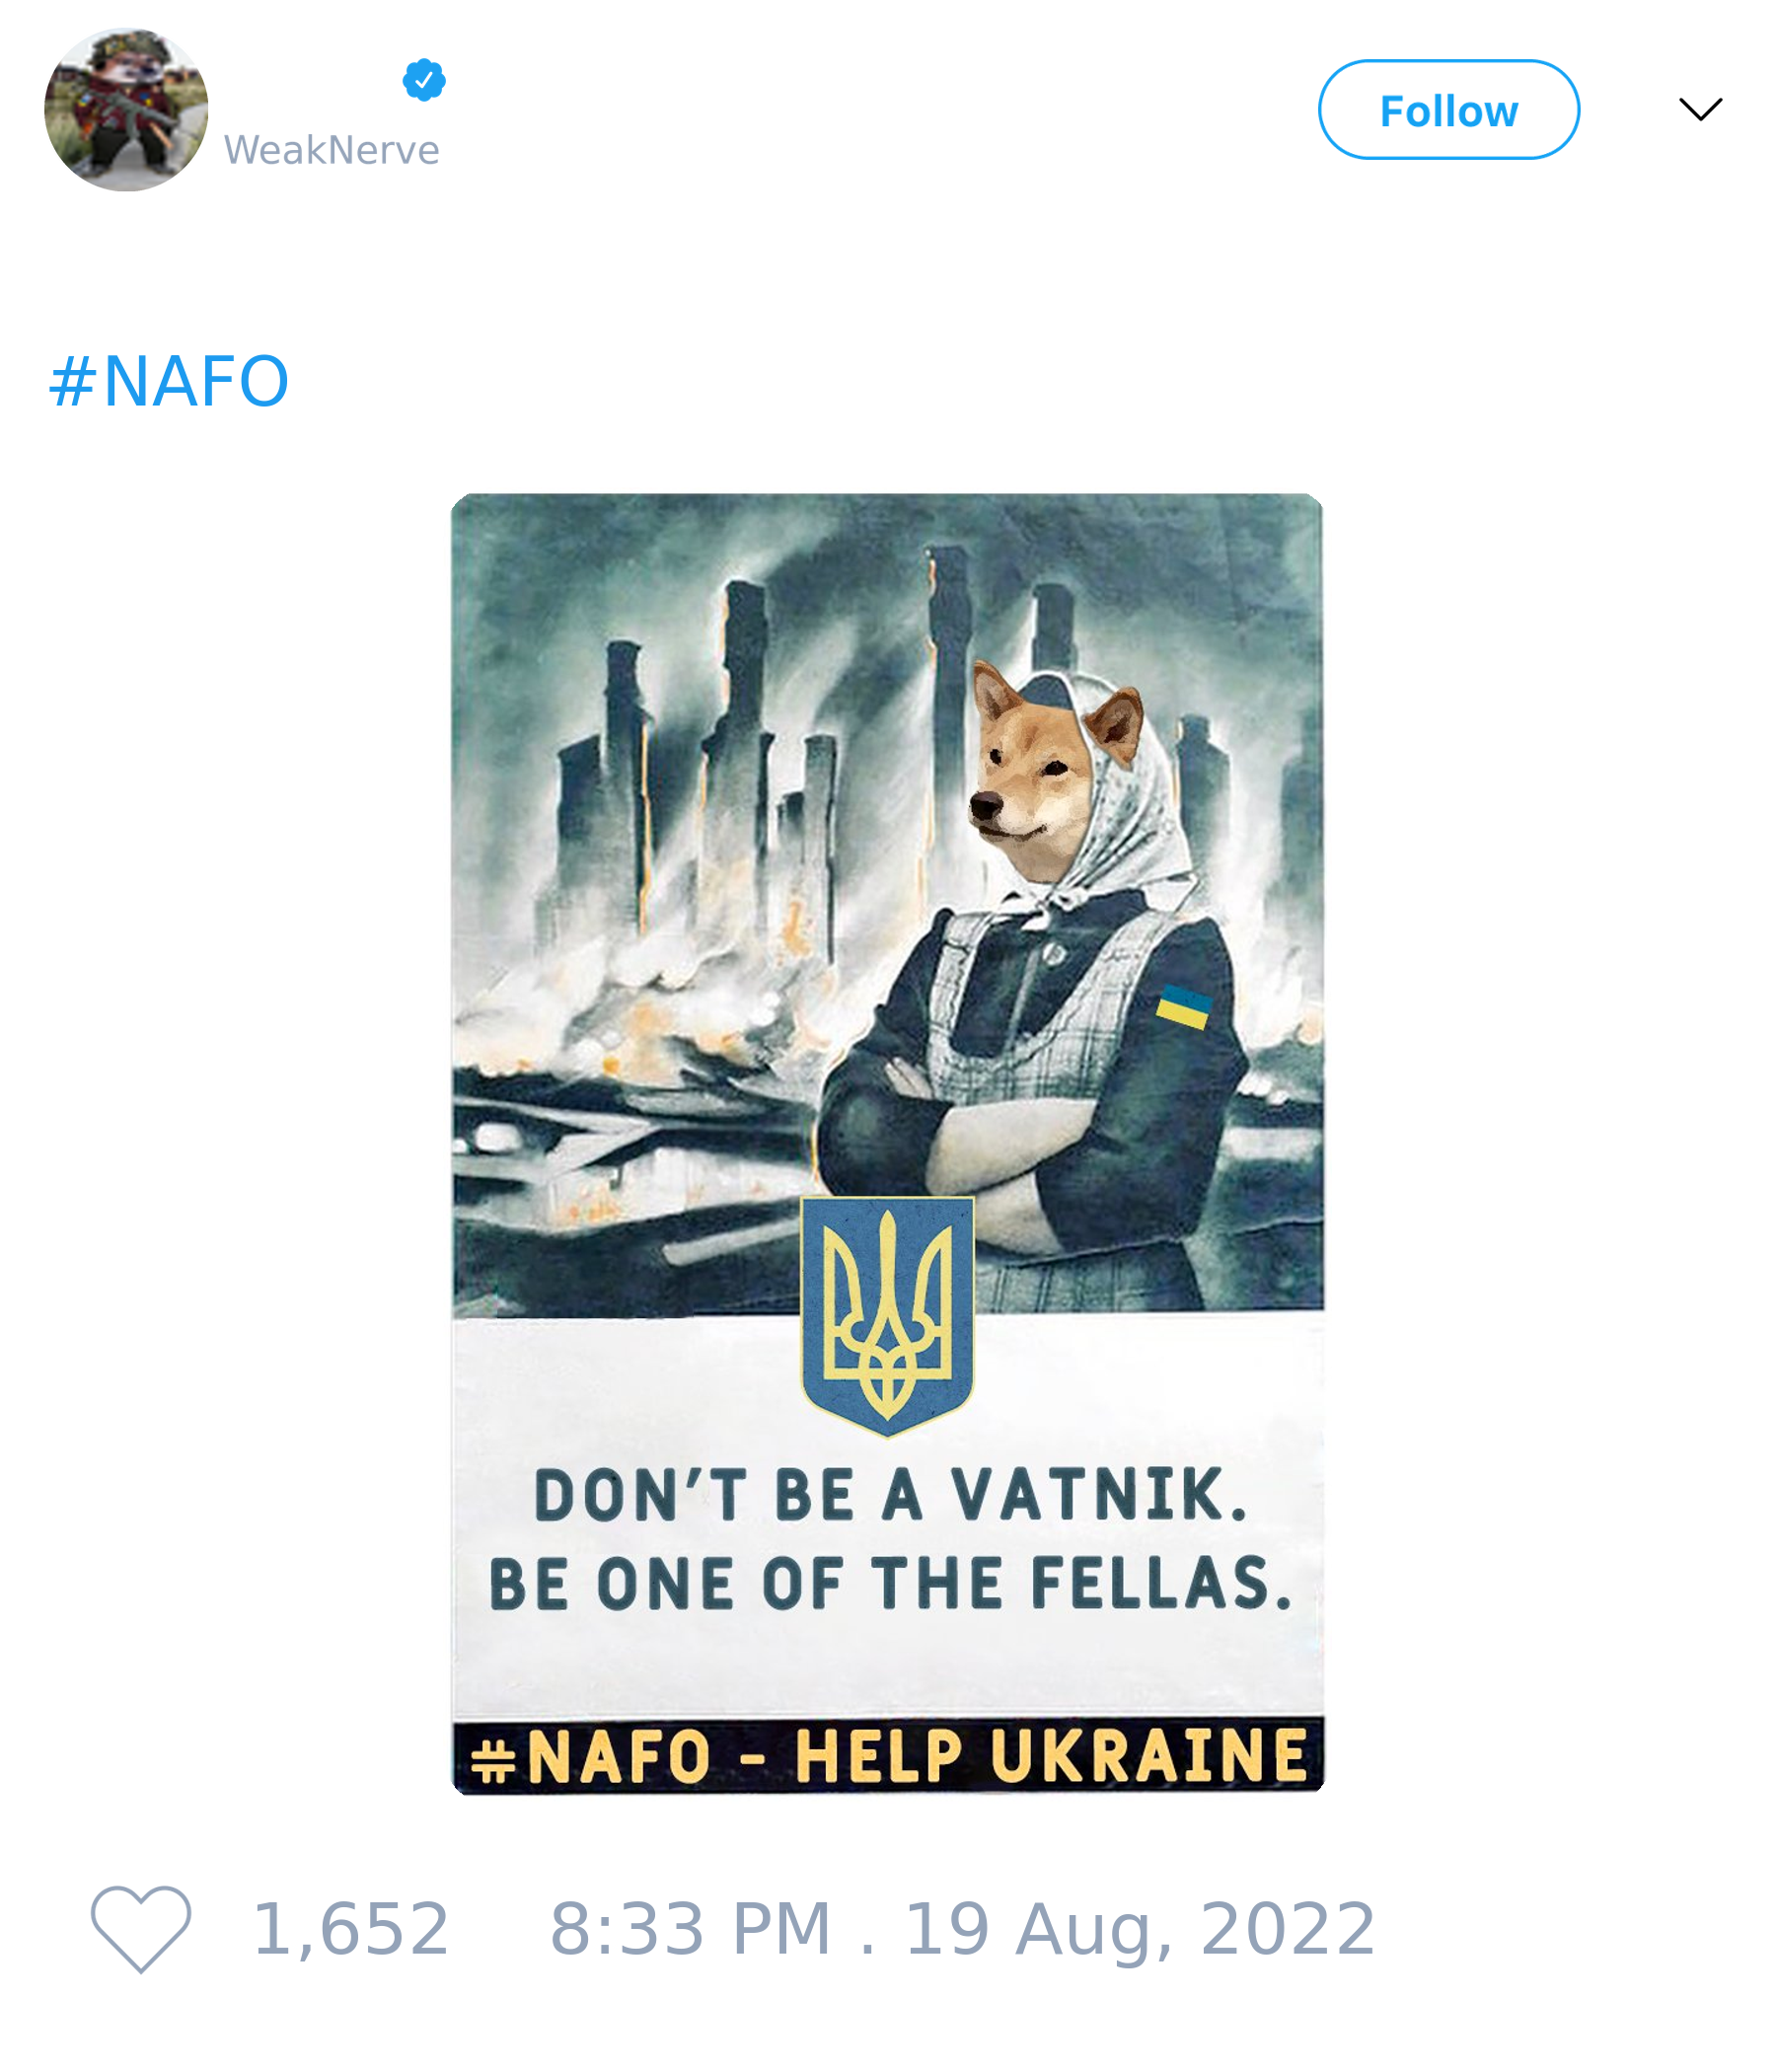 WeakNerve
Follow
#NAFO
DON'T BE A VATNIK.
BE ONE OF THE FELLAS.
#NAFO - HELP UKRAINE
1,652 8:33 PM . 19 Aug, 2022